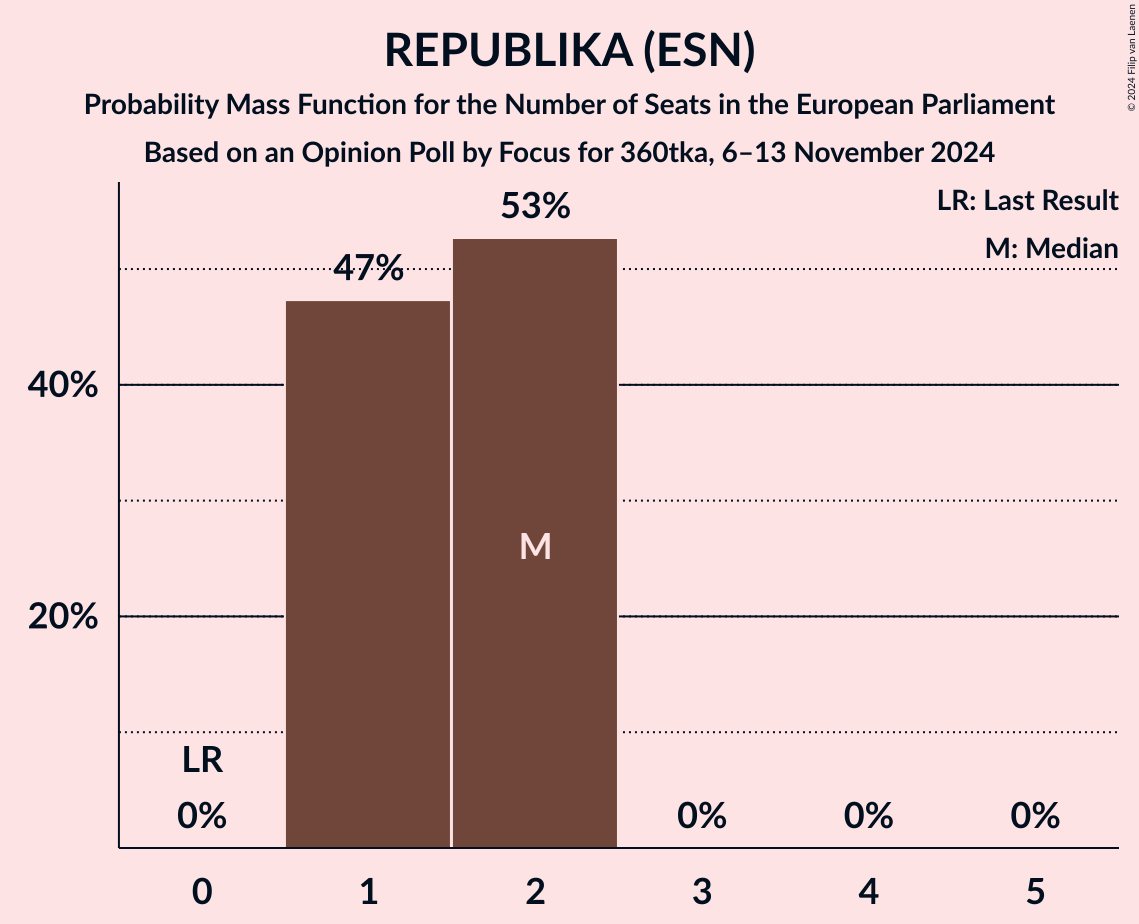 REPUBLIKA (ESN)
Probability Mass Function for the Number of Seats in the European Parliament
Based on an Opinion Poll by Focus for 360tka, 6–13 November 2024
© 2024 Filip van Laenen
LR: Last Result
M: Median
53%
47%
40%
M
20%
LR
0%
0%
0%
0%
0
1
2
3
4
5